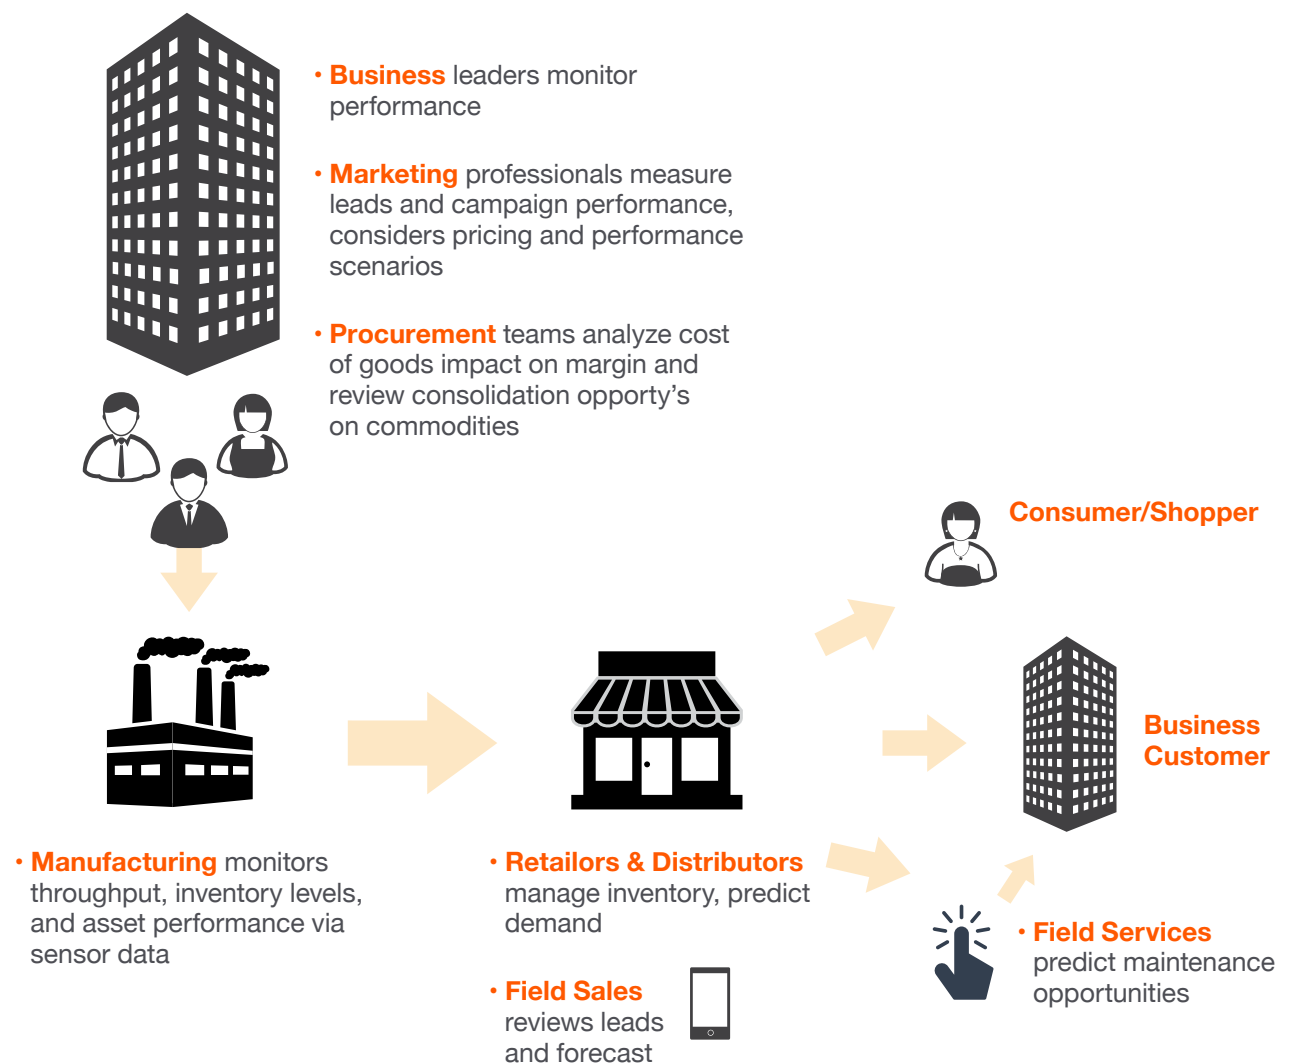 • Business leaders monitor
performance
• Marketing professionals measure
leads and campaign performance,
considers pricing and performance
scenarios
• Procurement teams analyze cost
of goods impact on margin and
review consolidation opporty’s
on commodities
Consumer/Shopper
Business
Customer
• Manufacturing monitors
throughput, inventory levels,
and asset performance via
sensor data
• Retailors & Distributors
manage inventory, predict
demand
• Field Sales
reviews leads
and forecast
• Field Services
predict maintenance
opportunities